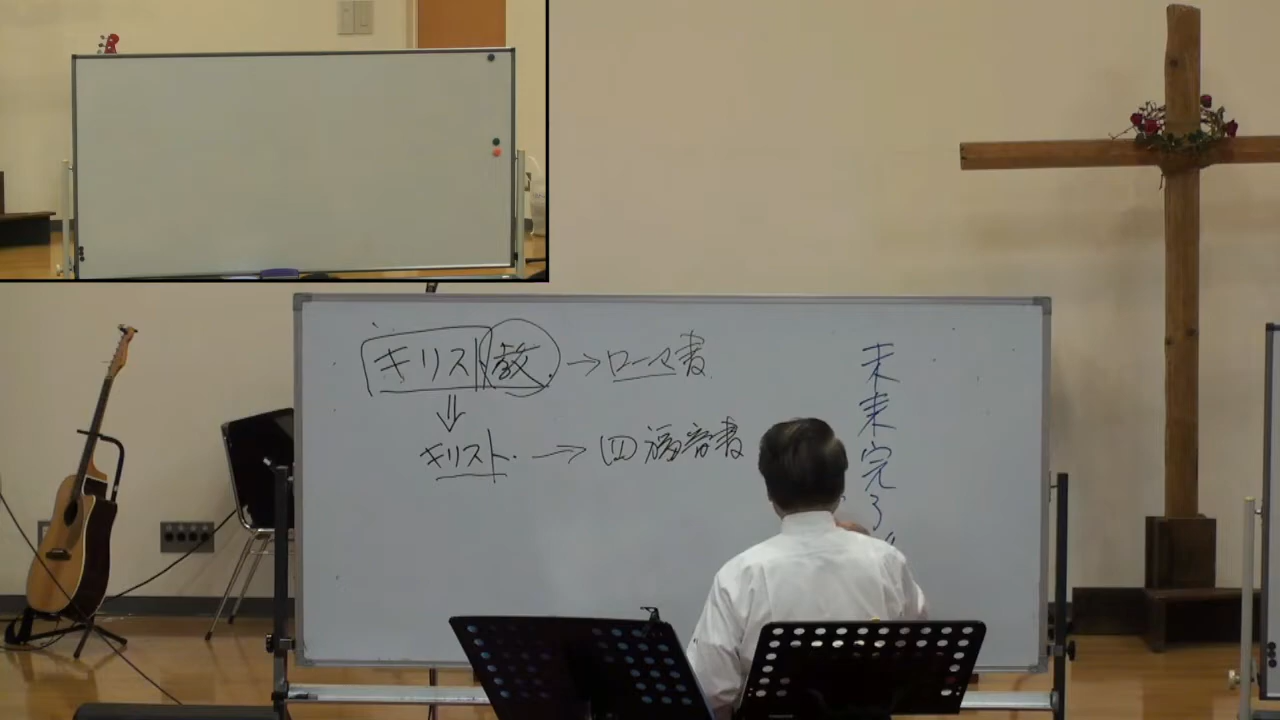 キリスト教→ローマ書
⇓
キリスト.→四福音書
未来完了